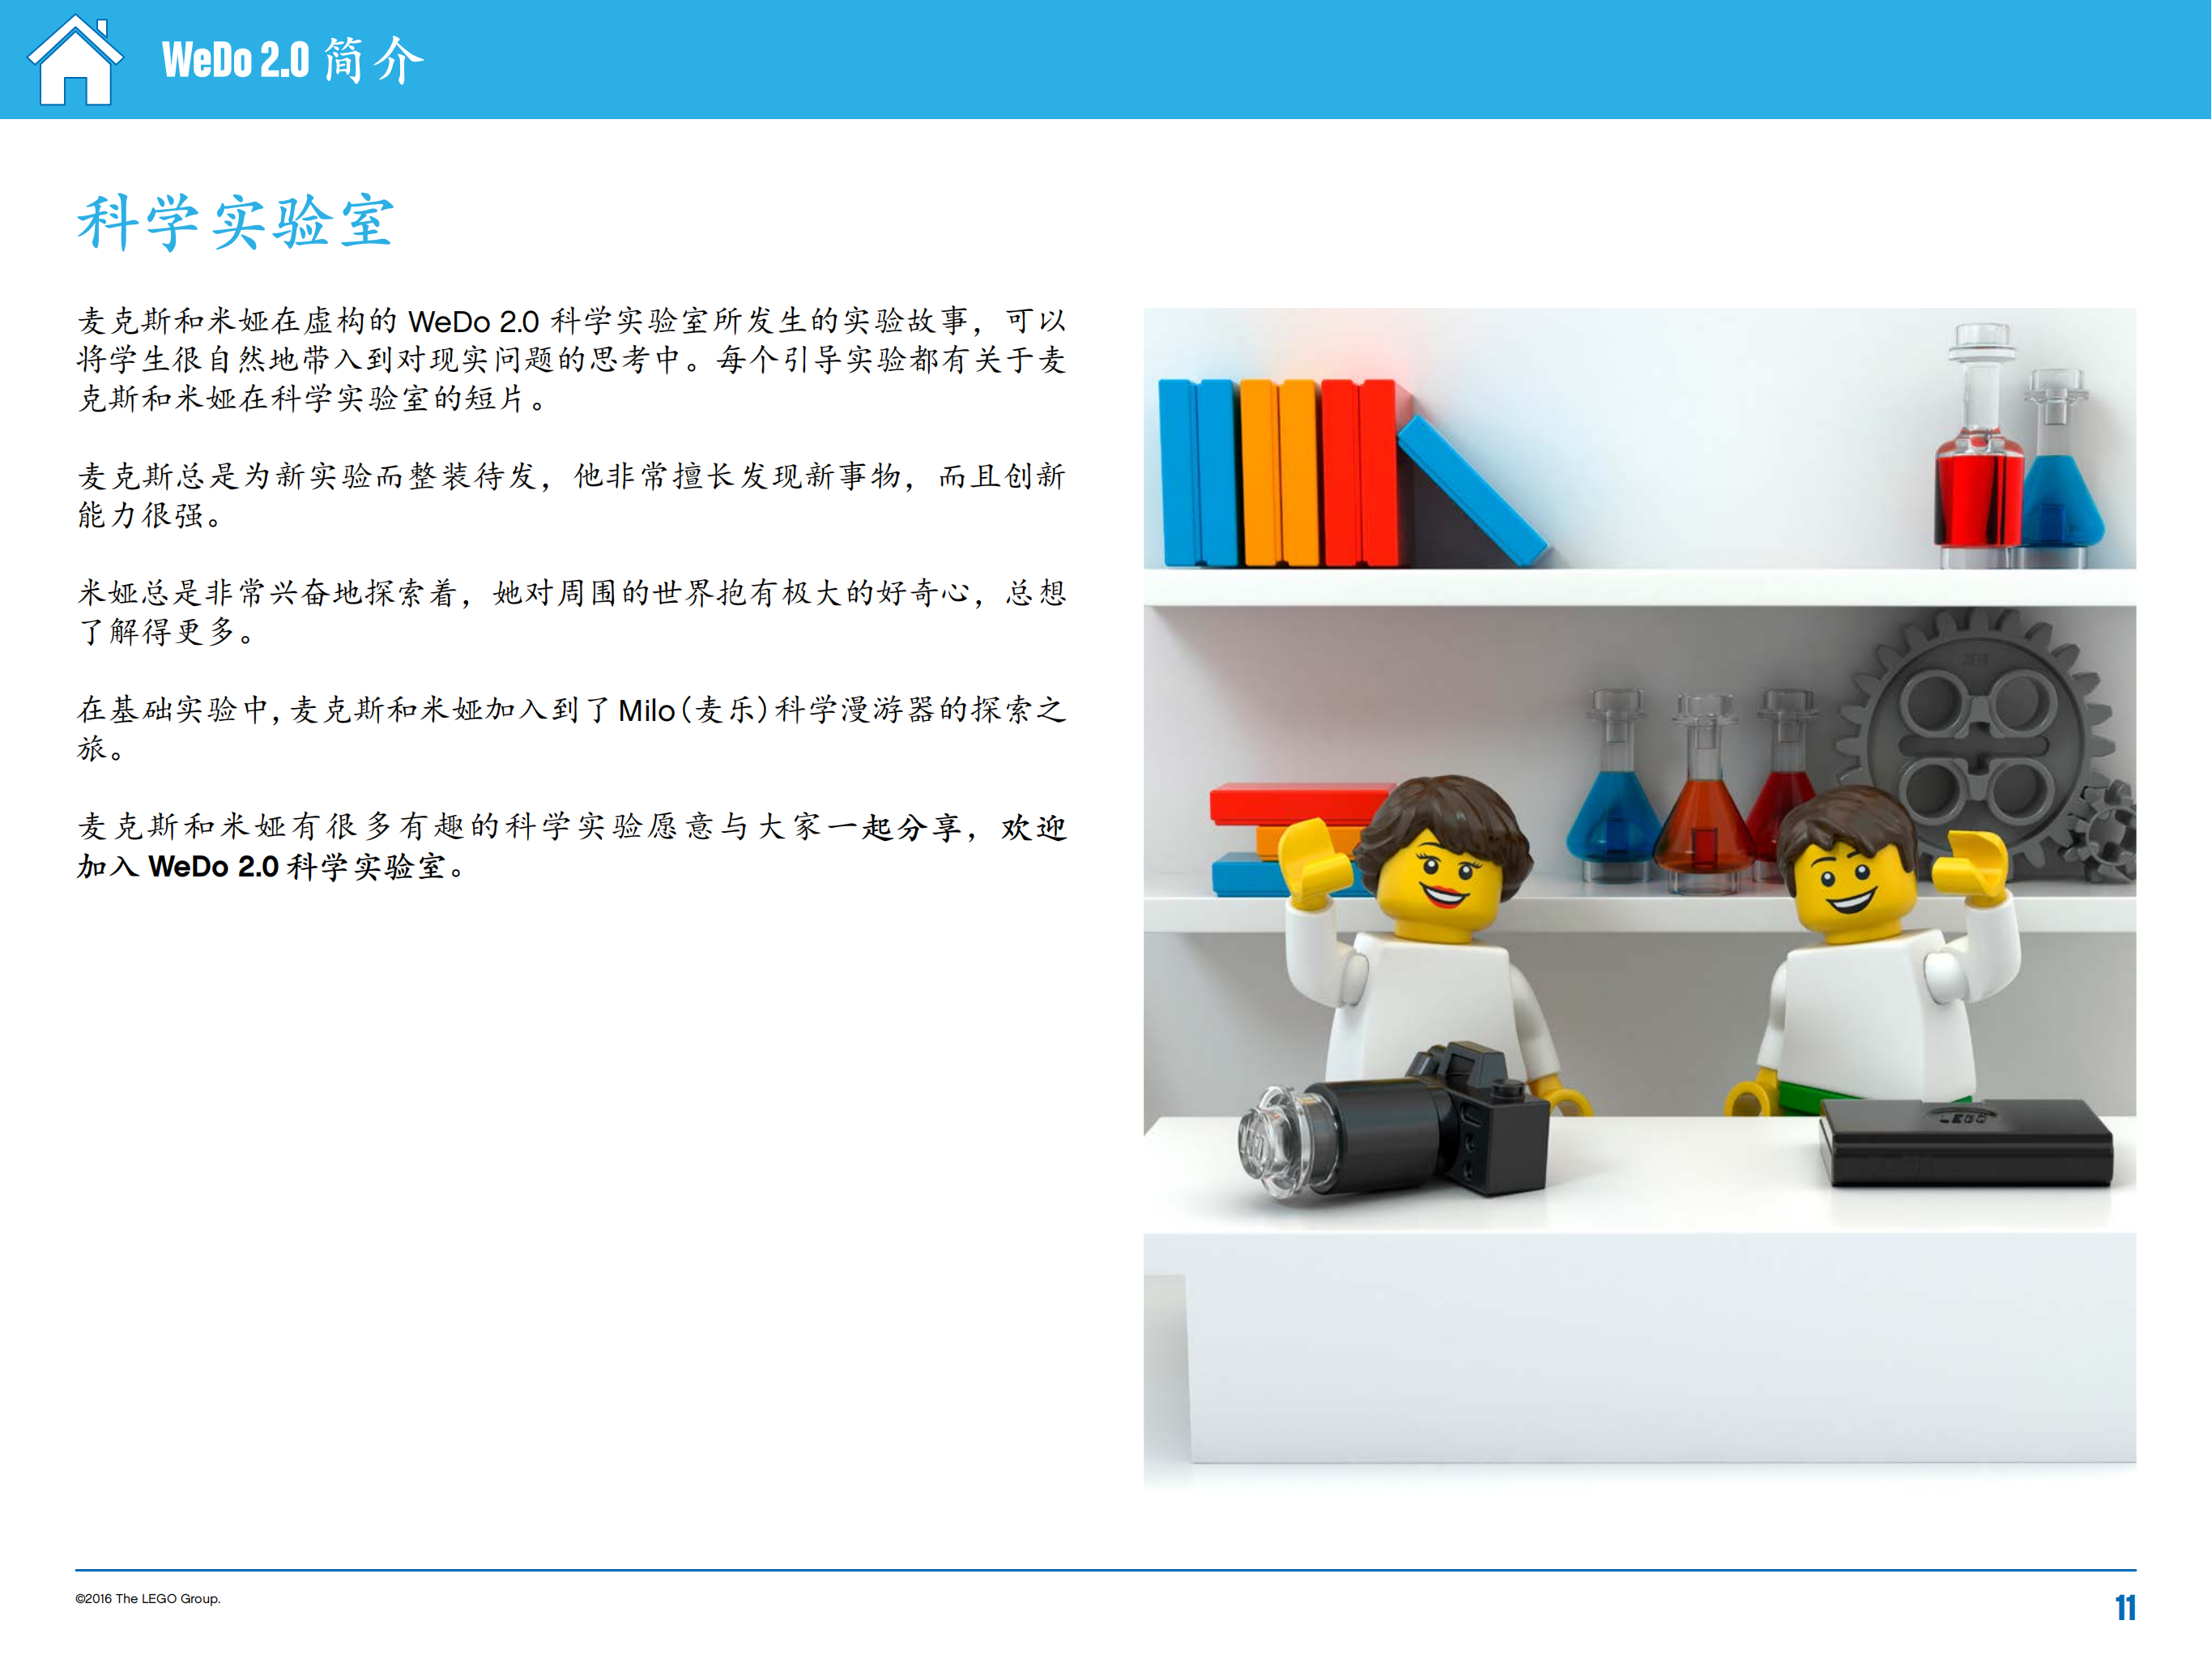 WeDo 2.0 简介
科学实验室
麦克斯和米娅在虚构的 WeDo 2.0 科学实验室所发生的实验故事，可以
将学生很自然地带入到对现实问题的思考中。每个引导实验都有关于麦
克斯和米娅在科学实验室的短片。
麦克斯总是为新实验而整装待发，他非常擅长发现新事物，而且创新
能力很强。
米娅总是非常兴奋地探索着，她对周围的世界抱有极大的好奇心，总想
了解得更多。
在基础实验中，麦克斯和米娅加入到了 Milo（麦乐）科学漫游器的探索之
旅。
麦克斯和米娅有很多有趣的科学实验愿意与大家一起分享，欢迎
加入 WeDo 2.0 科学实验室。
LEGO
©2016 The LEGO Group.
11